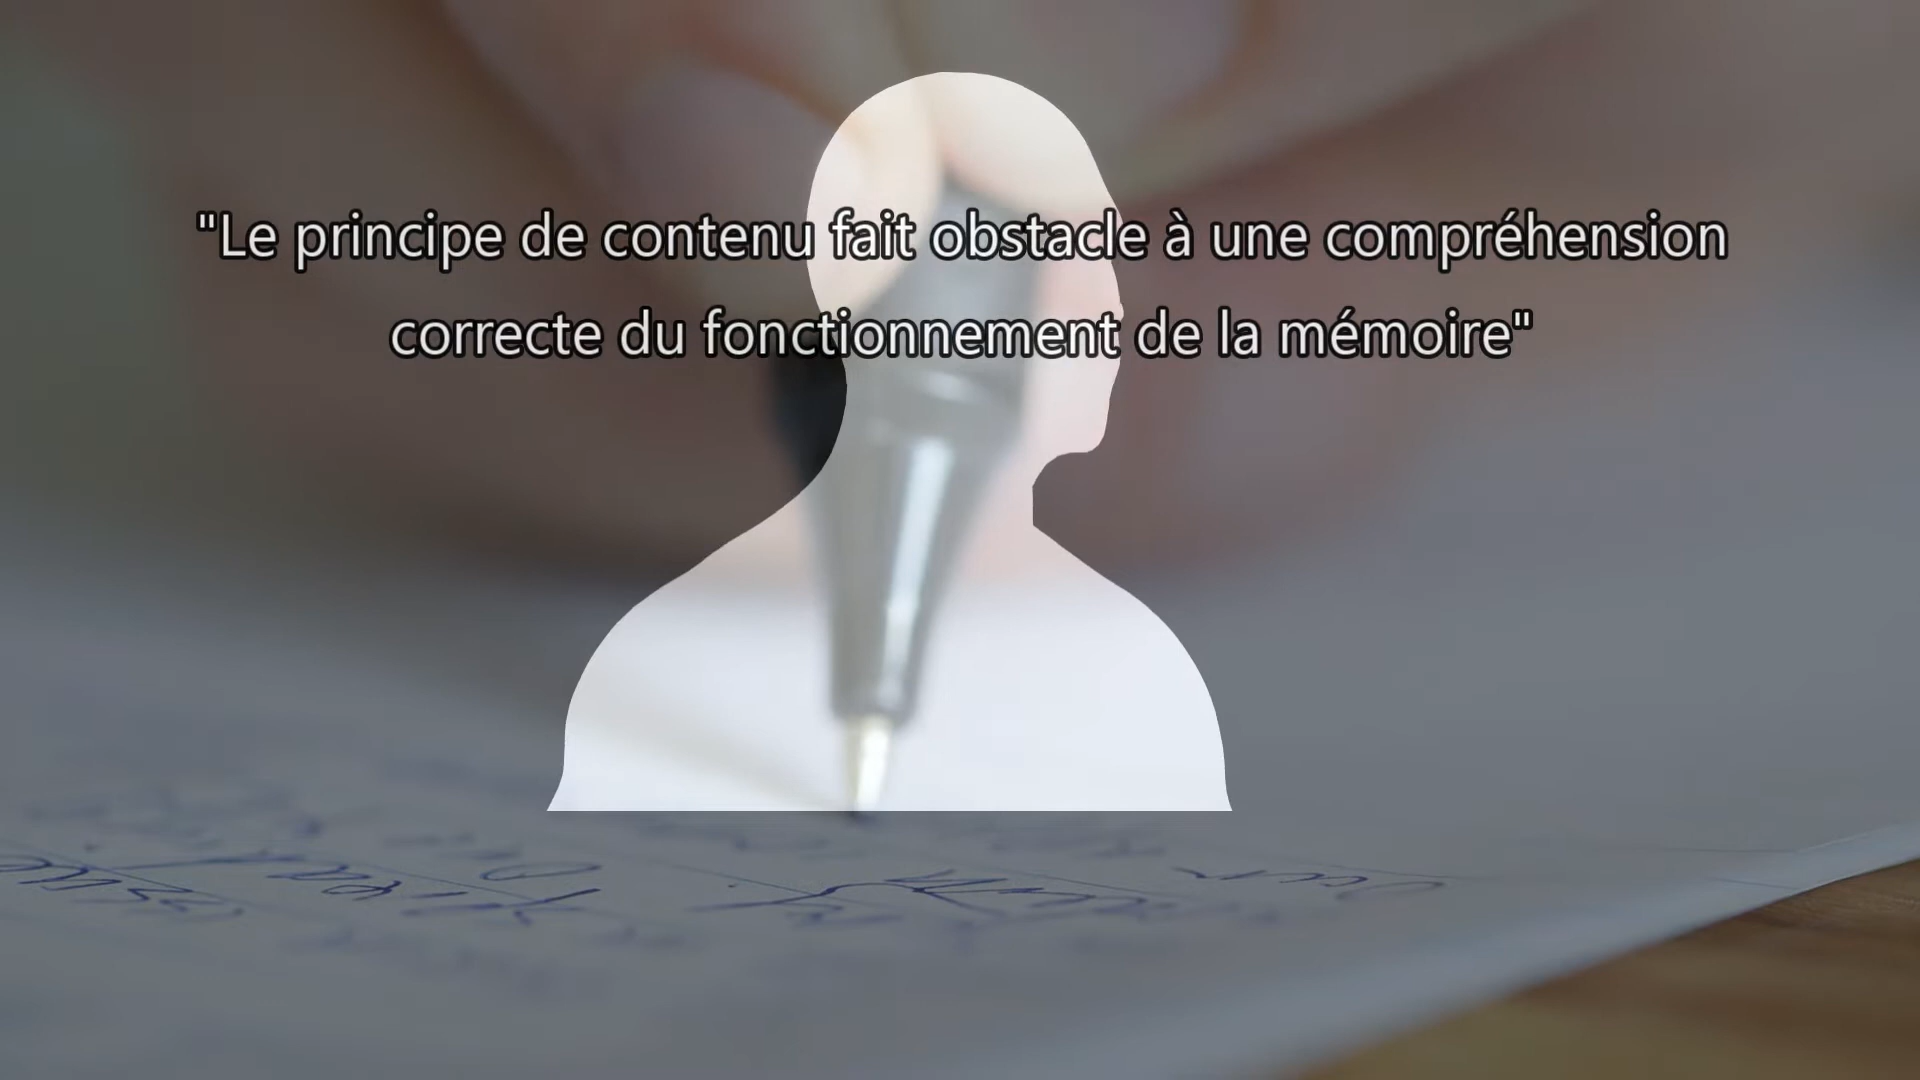 "Le principe de contenu fait obstacle à une compréhension
correcte du fonctionnement de la mémoire"